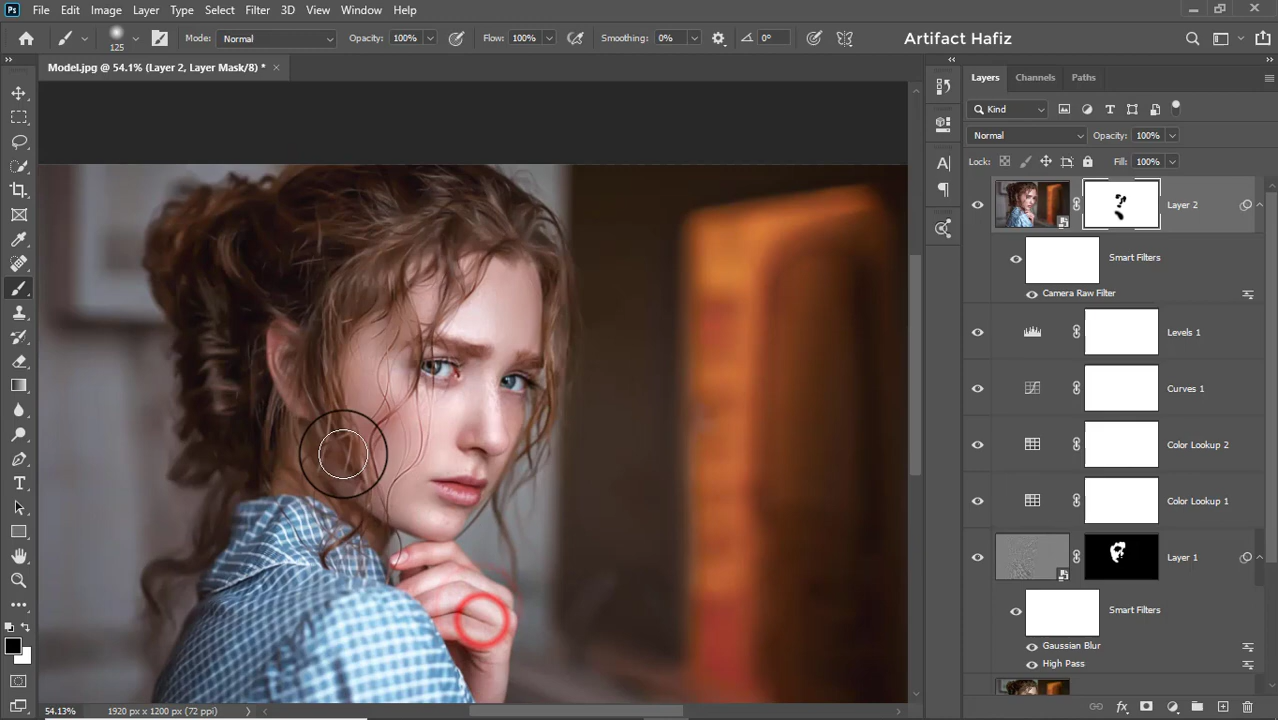 Ps File Edit Image Layer Type Select Filter 3D View Window Help
125 Mode: Normal Opacity: 100% Flow: 100% Smoothing: 0% 0° Artifact Hafiz
Model.jpg @ 54.1% (Layer 2, Layer Mask/8) *
Layers Channels Paths
Kind
Normal Opacity: 100%
Lock: Fill: 100%
Layer 2
Smart Filters
Camera Raw Filter
Levels 1
Curves 1
Color Lookup 2
Color Lookup 1
Layer 1
Smart Filters
Gaussian Blur
High Pass
54.13% 1920 px x 1200 px (72 ppi)